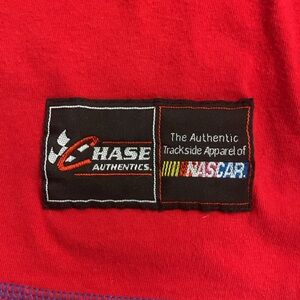 CHASE
AUTHENTICS.
The Authentic
Trackside Apparel of
NASCAR.